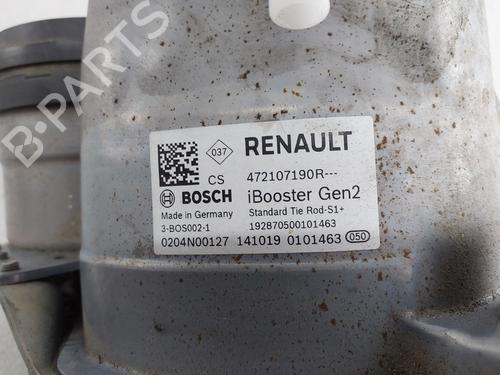 037
RENAULT
CS
472107190R---
BOSCH
iBooster Gen2
Made in Germany
Standard Tie Rod-S1+
3-BOS002-1
192870500101463
0204N00127 141019 0101463 050
B-PARTS